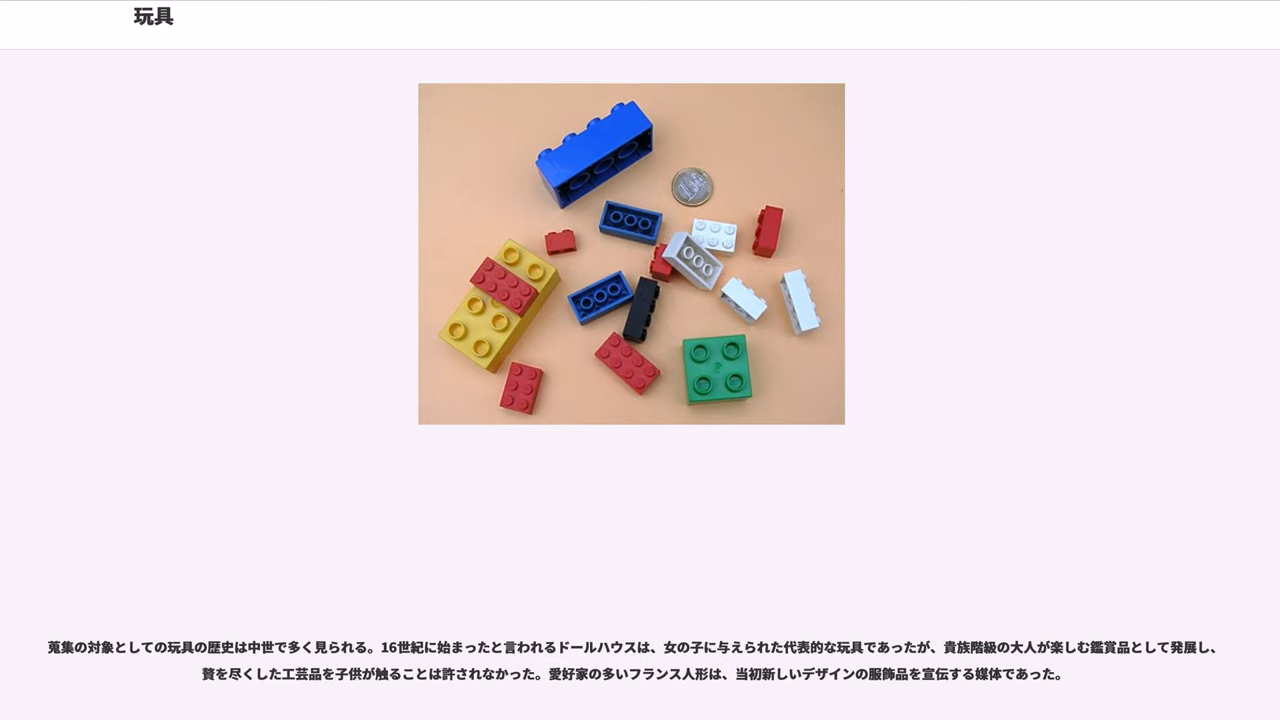 玩具
蒐集の対象としての玩具の歴史は中世で多く見られる。16世紀に始まったと言われるドールハウスは、女の子に与えられた代表的な玩具であったが、貴族階級の大人が楽しむ鑑賞品として発展し、
贅を尽くした工芸品を子供が触ることは許されなかった。愛好家の多いフランス人形は、当初新しいデザインの服飾品を宣伝する媒体であった。